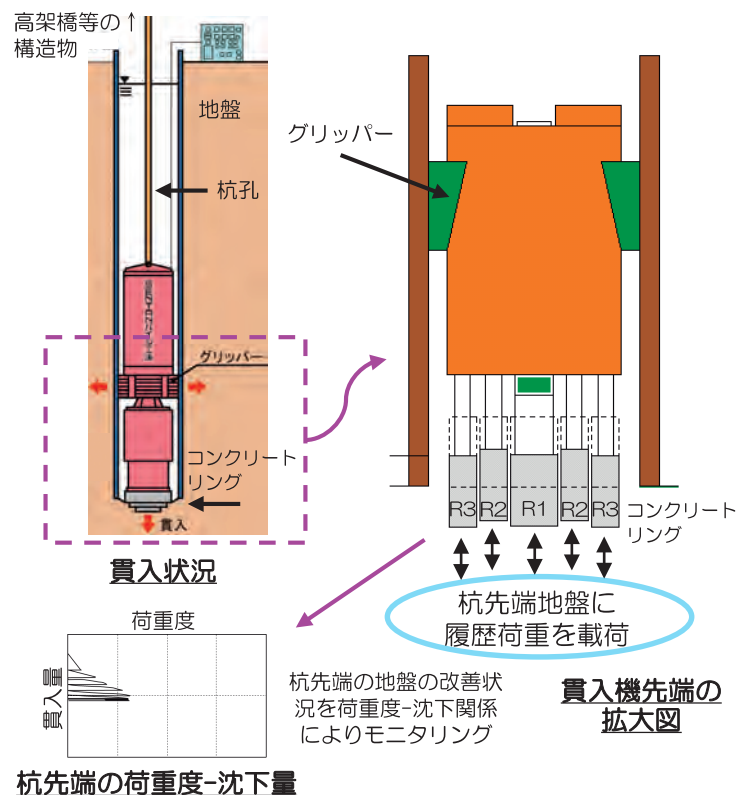 高架橋等の↑
構造物
地盤
杭孔
グリッパー
コンクリート
リング
貫入
貫入状況
グリッパー
R3 R2 R1 R2 R3
コンクリート
リング
杭先端地盤に
履歴荷重を載荷
貫入機先端の
拡大図
荷重度
貫入量
杭先端の地盤の改善状
況を荷重度-沈下関係
によりモニタリング
杭先端の荷重度-沈下量